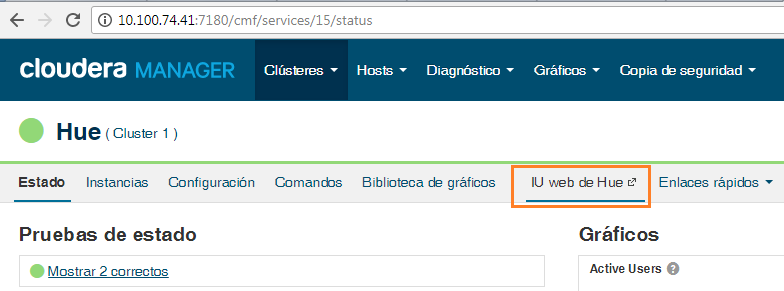 10.100.74.41:7180/cmf/services/15/status
cloudera MANAGER Clústeres Hosts Diagnóstico Gráficos Copia de seguridad
Hue ( Cluster 1 )
Estado Instancias Configuración Comandos Biblioteca de gráficos IU web de Hue Enlaces rápidos
Pruebas de estado Gráficos
Mostrar 2 correctos Active Users ?